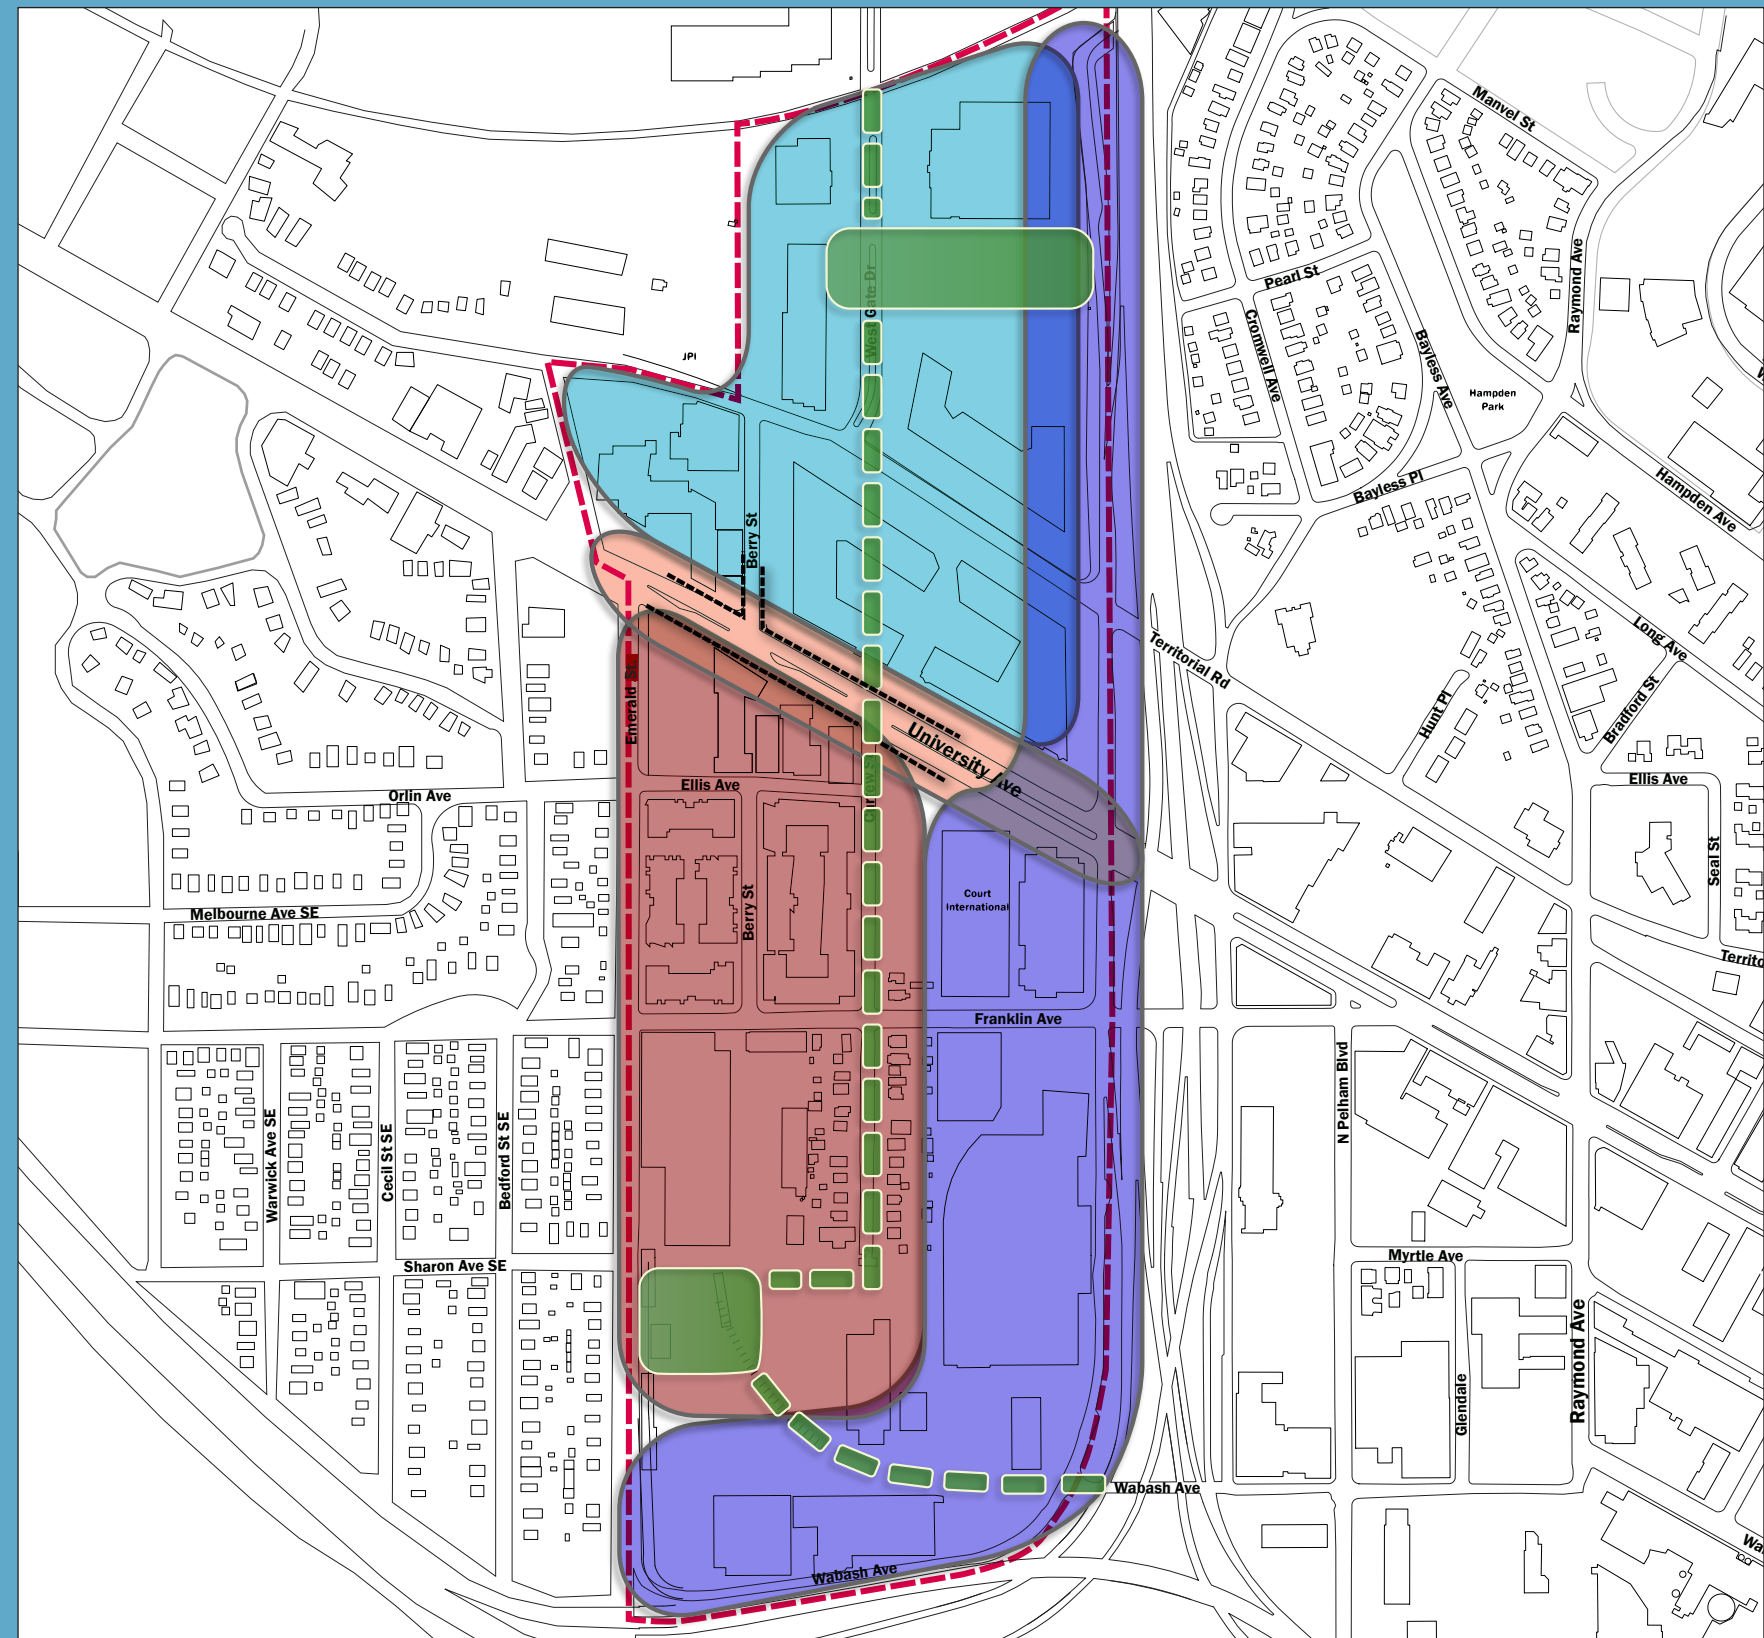 Manvel St
Raymond Ave
Pearl St
West Gate Dr
Cromwell Ave
Bayless Ave
JPI
Hampden
Park
Hampden Ave
Bayless Pl
Berry St
Long Ave
Territorial Rd
Emerald St.
Hunt Pl
Bradford St
University Ave
Ellis Ave
Ellis Ave
Orlin Ave
Seal St
Berry St
Court
International
Melbourne Ave SE
Franklin Ave
N Pelham Blvd
Warwick Ave SE
Cecil St SE
Bedford St SE
Myrtle Ave
Sharon Ave SE
Raymond Ave
Glendale
Wabash Ave
Wabash Ave